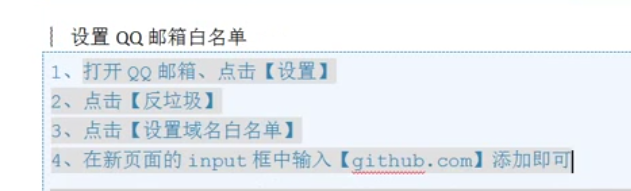 设置 QQ 邮箱白名单
1、打开 QQ 邮箱、点击【设置】
2、点击【反垃圾】
3、点击【设置域名白名单】
4、在新页面的 input 框中输入【github.com】添加即可